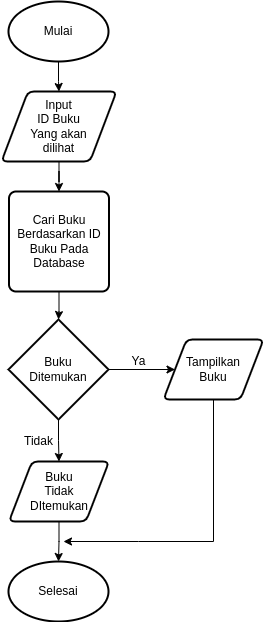 Mulai
Input
ID Buku
Yang akan
dilihat
Cari Buku
Berdasarkan ID
Buku Pada
Database
Buku
Ditemukan
Ya
Tampilkan
Buku
Tidak
Buku
Tidak
DItemukan
Selesai